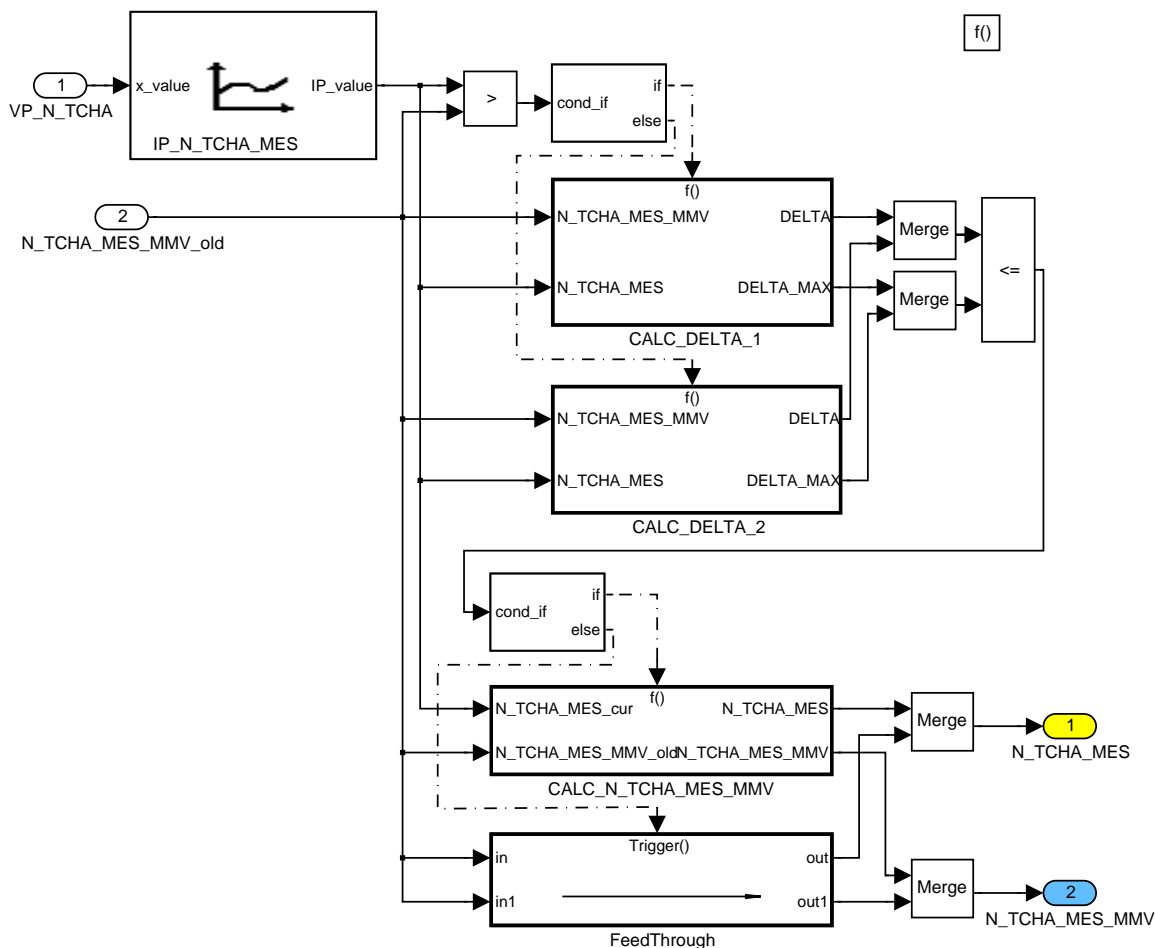 f()
1
VP_N_TCHA
x_value
IP_value
IP_N_TCHA_MES
>
cond_if
if
else
2
N_TCHA_MES_MMV_old
f()
N_TCHA_MES_MMV
DELTA
N_TCHA_MES
DELTA_MAX
CALC_DELTA_1
Merge
Merge
<=
f()
N_TCHA_MES_MMV
DELTA
N_TCHA_MES
DELTA_MAX
CALC_DELTA_2
cond_if
if
else
f()
N_TCHA_MES_cur
N_TCHA_MES
N_TCHA_MES_MMV_old
N_TCHA_MES_MMV
CALC_N_TCHA_MES_MMV
Merge
1
N_TCHA_MES
Trigger()
in
out
in1
out1
FeedThrough
Merge
2
N_TCHA_MES_MMV